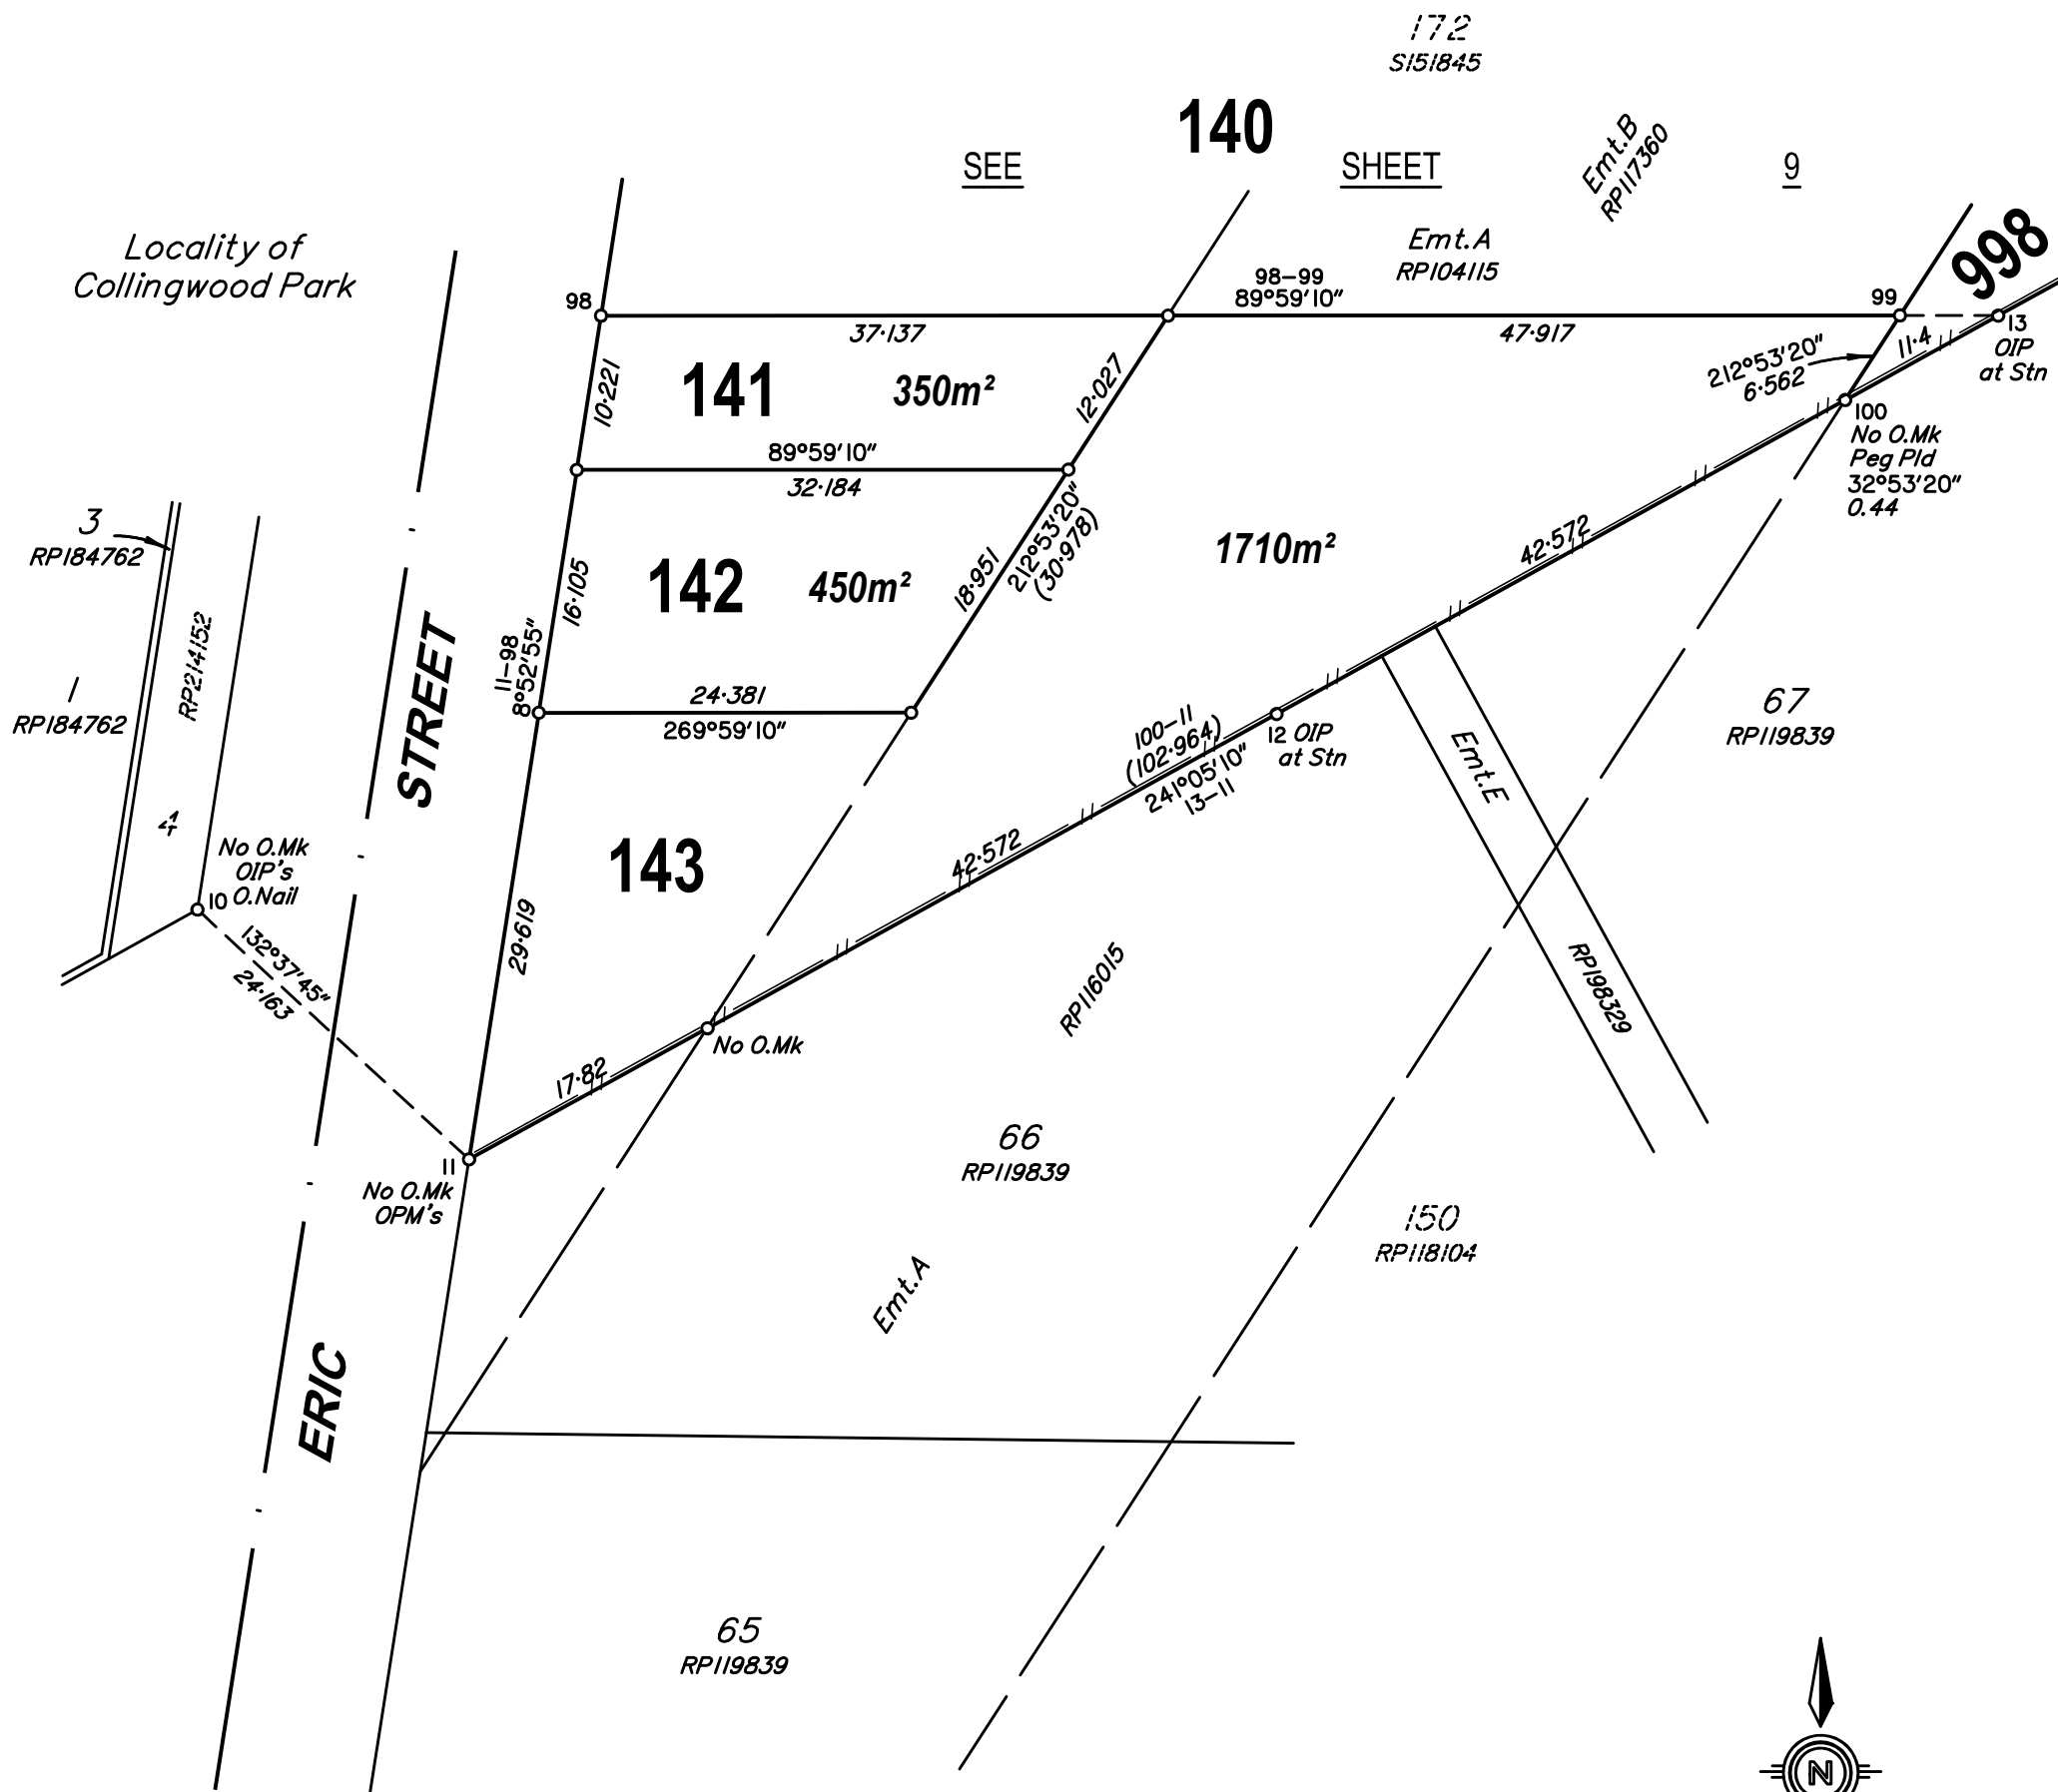 172
S151845
140
SEE SHEET 9
Emt.B
RP117360
998
Locality of
Collingwood Park
Emt.A
RP104115
98-99
89°59'10"
98
99
37·137
47·917
13
OIP
at Stn
11·4
212°53'20"
6·562
10·221
141
350m²
12·027
100
No O.Mk
Peg Pld
32°53'20"
0.44
89°59'10"
32·184
3
RP184762
212°53'20"
(30·978)
1710m²
42·572
16·105
142
450m²
18·951
RP214152
11-98
8°52'55"
1
RP184762
STREET
24·381
269°59'10"
67
RP119839
100-11
(102·964)
241°05'10"
13-11
12 OIP
at Stn
Emt.E
4
No O.Mk
OIP's
10 O.Nail
143
42·572
132°37'45"
24·163
29·619
RP116015
RP198329
No O.Mk
17·82
66
RP119839
11
No O.Mk
OPM's
150
RP118104
Emt.A
ERIC
65
RP119839
N